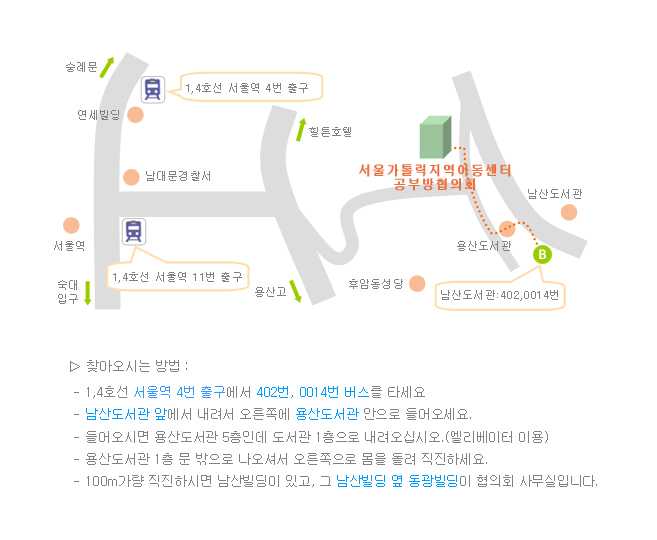 숭례문
1,4호선 서울역 4번 출구
연세빌딩
힐튼호텔
서울가톨릭지역아동센터
공부방협의회
남대문경찰서
남산도서관
서울역
용산도서관
B
1,4호선 서울역 11번 출구
숙대
입구
용산고
후암동성당
남산도서관:402,0014번
▷ 찾아오시는 방법 :
- 1,4호선 서울역 4번 출구에서 402번, 0014번 버스를 타세요
- 남산도서관 앞에서 내려서 오른쪽에 용산도서관 안으로 들어오세요.
- 들어오시면 용산도서관 5층인데 도서관 1층으로 내려오십시오.(엘리베이터 이용)
- 용산도서관 1층 문 밖으로 나오셔서 오른쪽으로 몸을 돌려 직진하세요.
- 100m가량 직진하시면 남산빌딩이 있고, 그 남산빌딩 옆 동광빌딩이 협의회 사무실입니다.